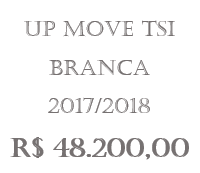 UP MOVE TSI
BRANCA
2017/2018
R$ 48.200,00